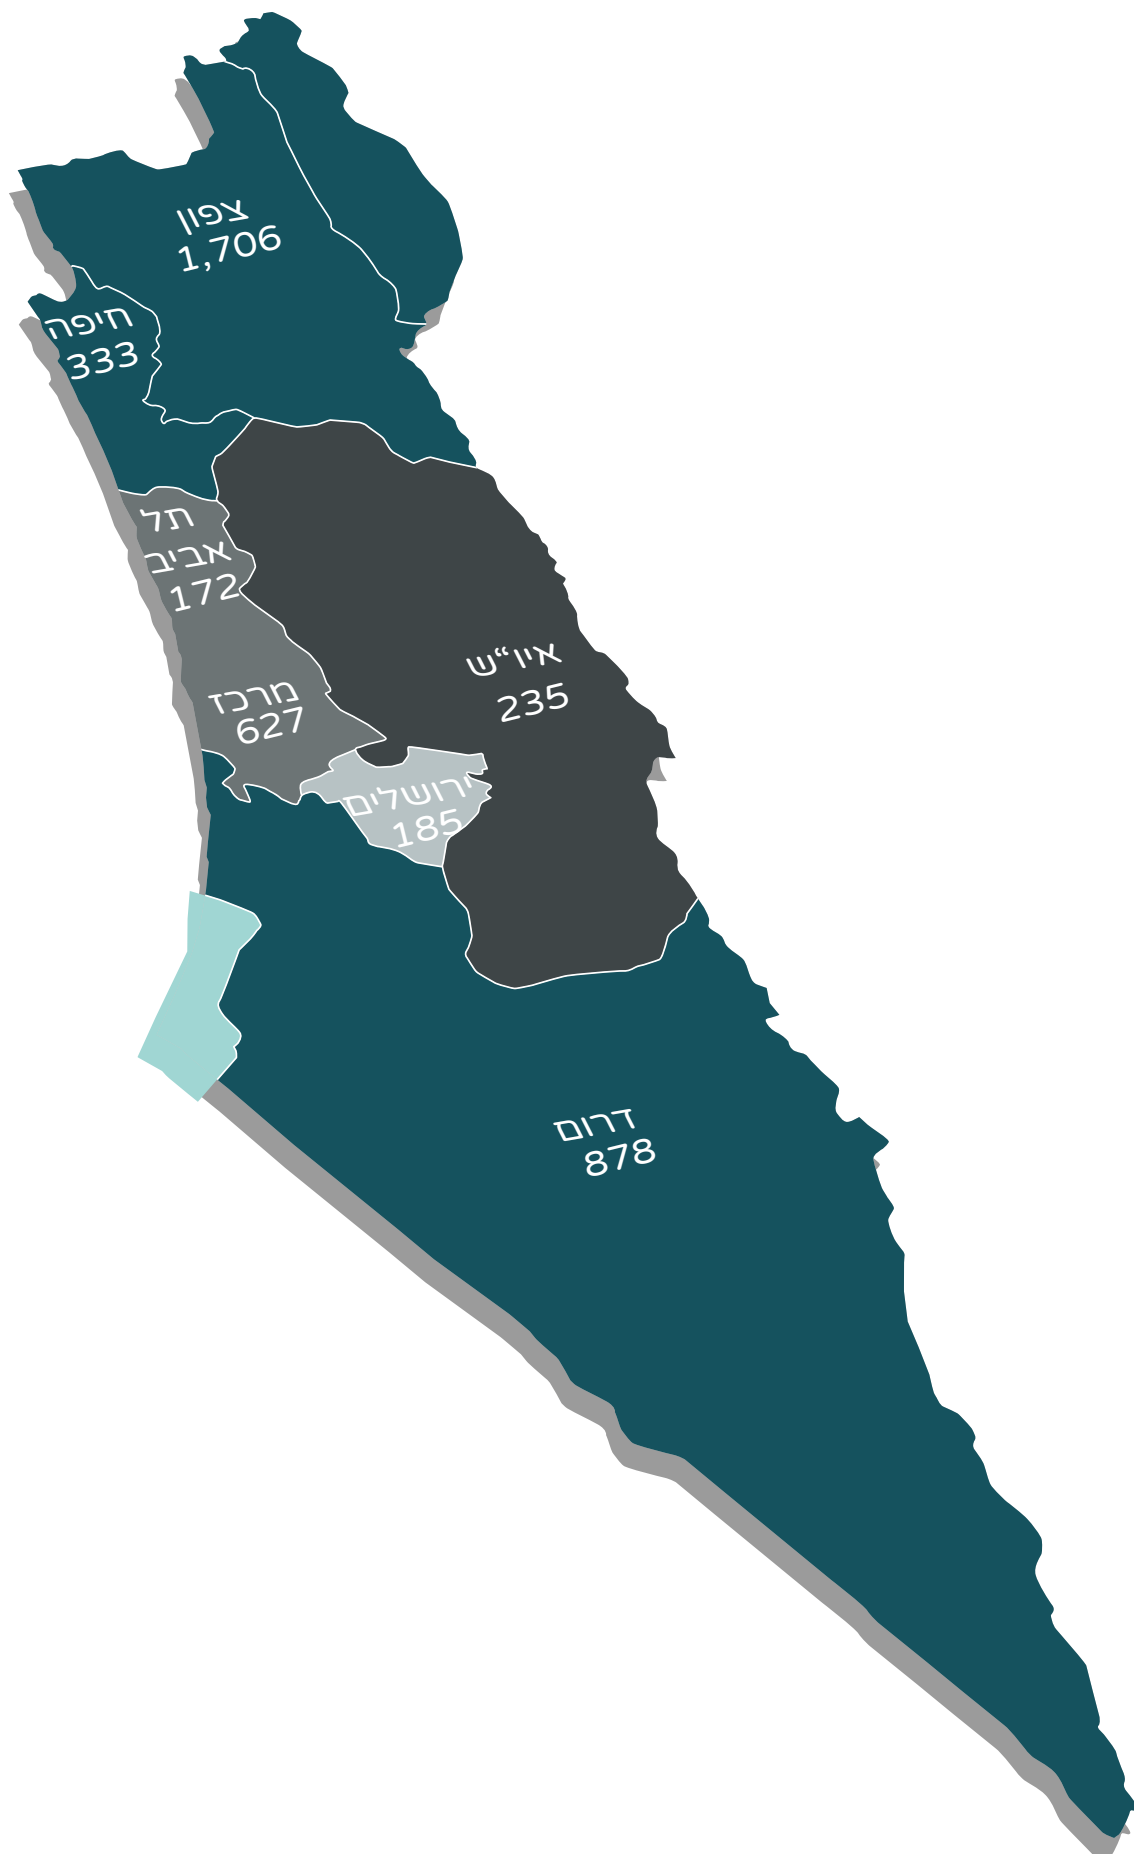 צפון
1,706
חיפה
333
תל
אביב
172
איו“ש
235
מרכז
627
ירושלים
185
דרום
878